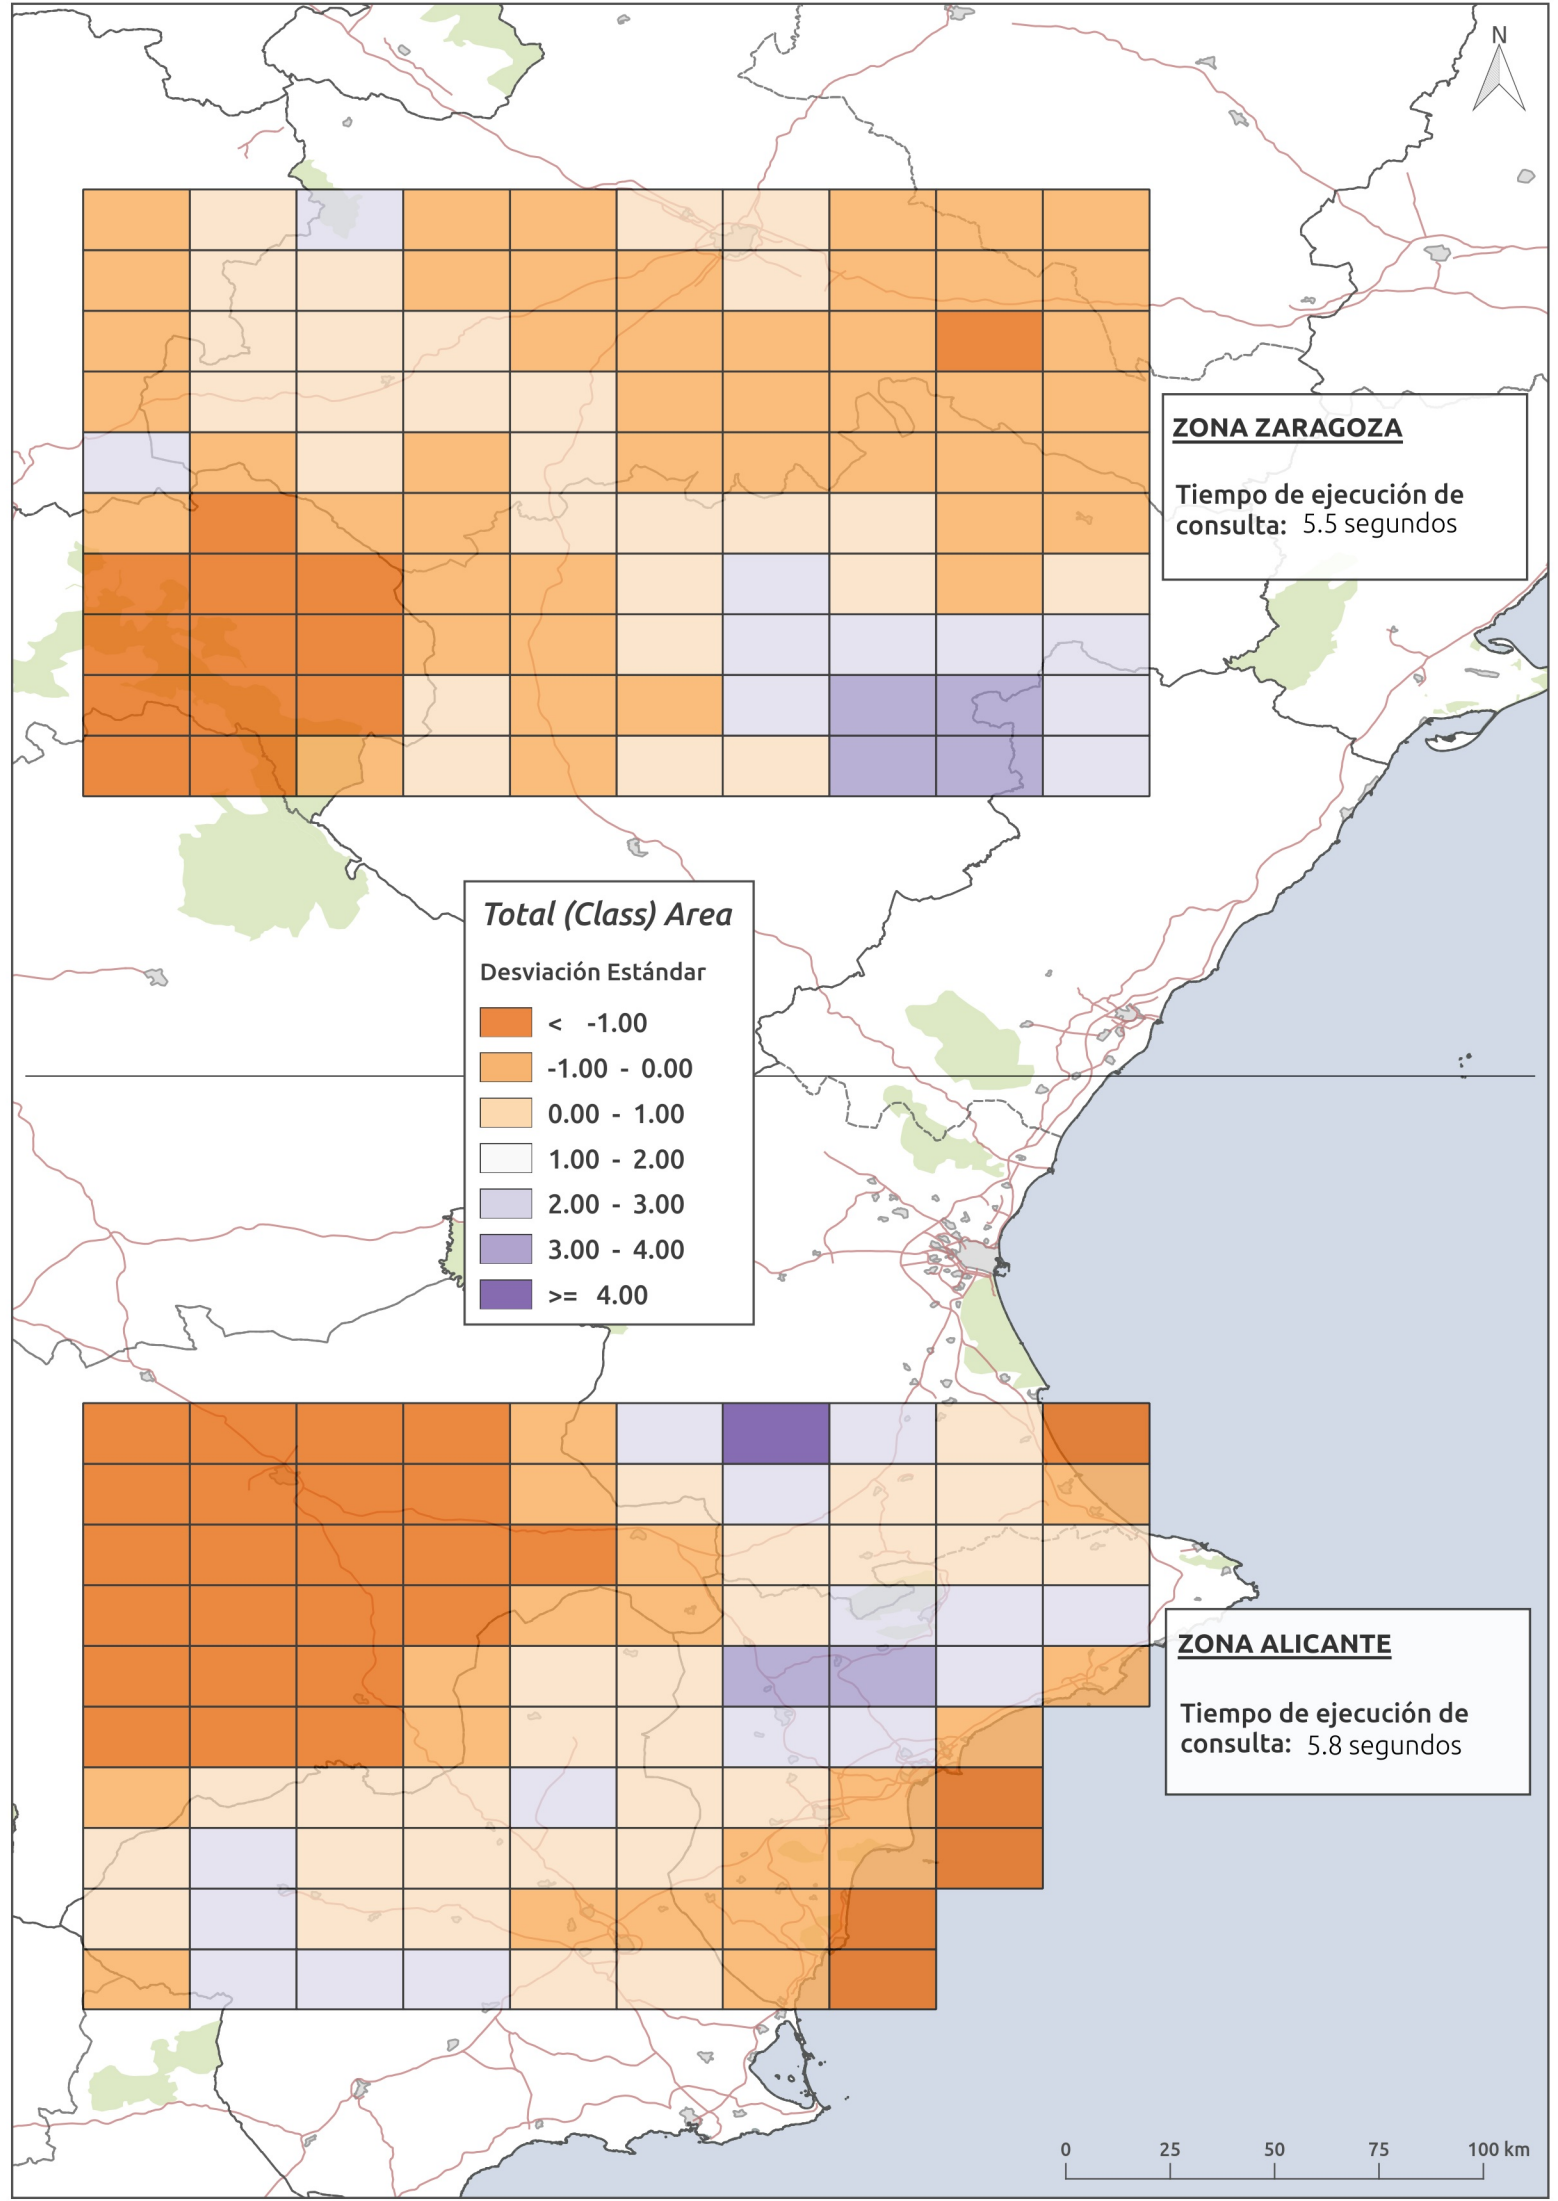 N
ZONA ZARAGOZA
Tiempo de ejecución de
consulta: 5.5 segundos
Total (Class) Area
Desviación Estándar
< -1.00
-1.00 - 0.00
0.00 - 1.00
1.00 - 2.00
2.00 - 3.00
3.00 - 4.00
>= 4.00
ZONA ALICANTE
Tiempo de ejecución de
consulta: 5.8 segundos
0 25 50 75 100 km